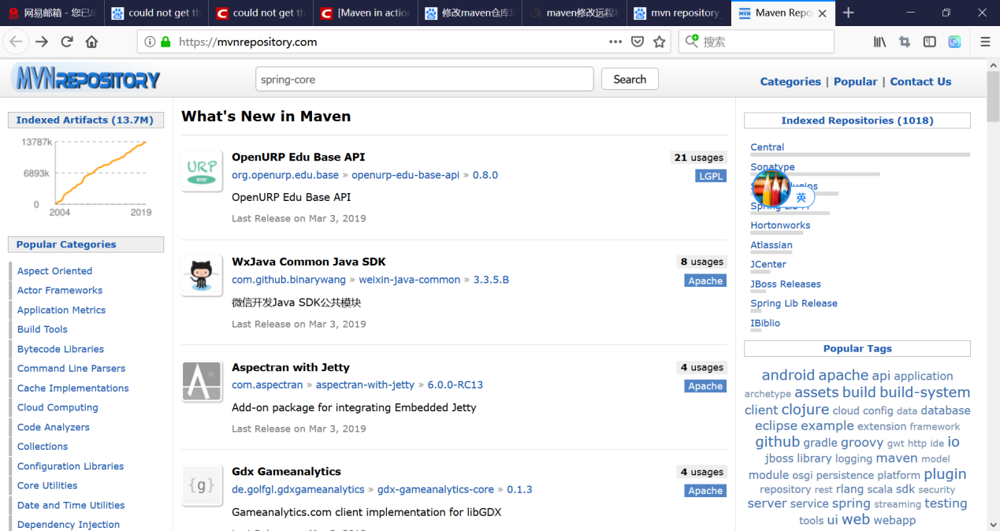 网易邮箱 - 您已成
could not get th
could not get th
[Maven in action
修改maven仓库地
maven修改远程
mvn repository_
Maven Repo
https://mvnrepository.com
搜索
MVNREPOSITORY
spring-core
Search
Categories | Popular | Contact Us
Indexed Artifacts (13.7M)
13787k
6893k
0
2004
2019
Popular Categories
Aspect Oriented
Actor Frameworks
Application Metrics
Build Tools
Bytecode Libraries
Command Line Parsers
Cache Implementations
Cloud Computing
Code Analyzers
Collections
Configuration Libraries
Core Utilities
Date and Time Utilities
Dependency Injection
What's New in Maven
URP
OpenURP Edu Base API
21 usages
org.openurp.edu.base » openurp-edu-base-api » 0.8.0
LGPL
OpenURP Edu Base API
Last Release on Mar 3, 2019
WxJava Common Java SDK
8 usages
com.github.binarywang » weixin-java-common » 3.3.5.B
Apache
微信开发Java SDK公共模块
Last Release on Mar 3, 2019
Aspectran with Jetty
4 usages
com.aspectran » aspectran-with-jetty » 6.0.0-RC13
Apache
Add-on package for integrating Embedded Jetty
Last Release on Mar 3, 2019
{g}
Gdx Gameanalytics
4 usages
de.golfgl.gdxgameanalytics » gdx-gameanalytics-core » 0.1.3
Apache
Gameanalytics.com client implementation for libGDX
Indexed Repositories (1018)
Central
Sonatype
英
Hortonworks
Atlassian
JCenter
JBoss Releases
Spring Lib Release
IBiblio
Popular Tags
android apache api application
archetype assets build build-system
client clojure cloud config data database
eclipse example extension framework
github gradle groovy gwt http ide io
jboss library logging maven model
module osgi persistence platform plugin
repository rest rlang scala sdk security
server service spring streaming testing
tools ui web webapp